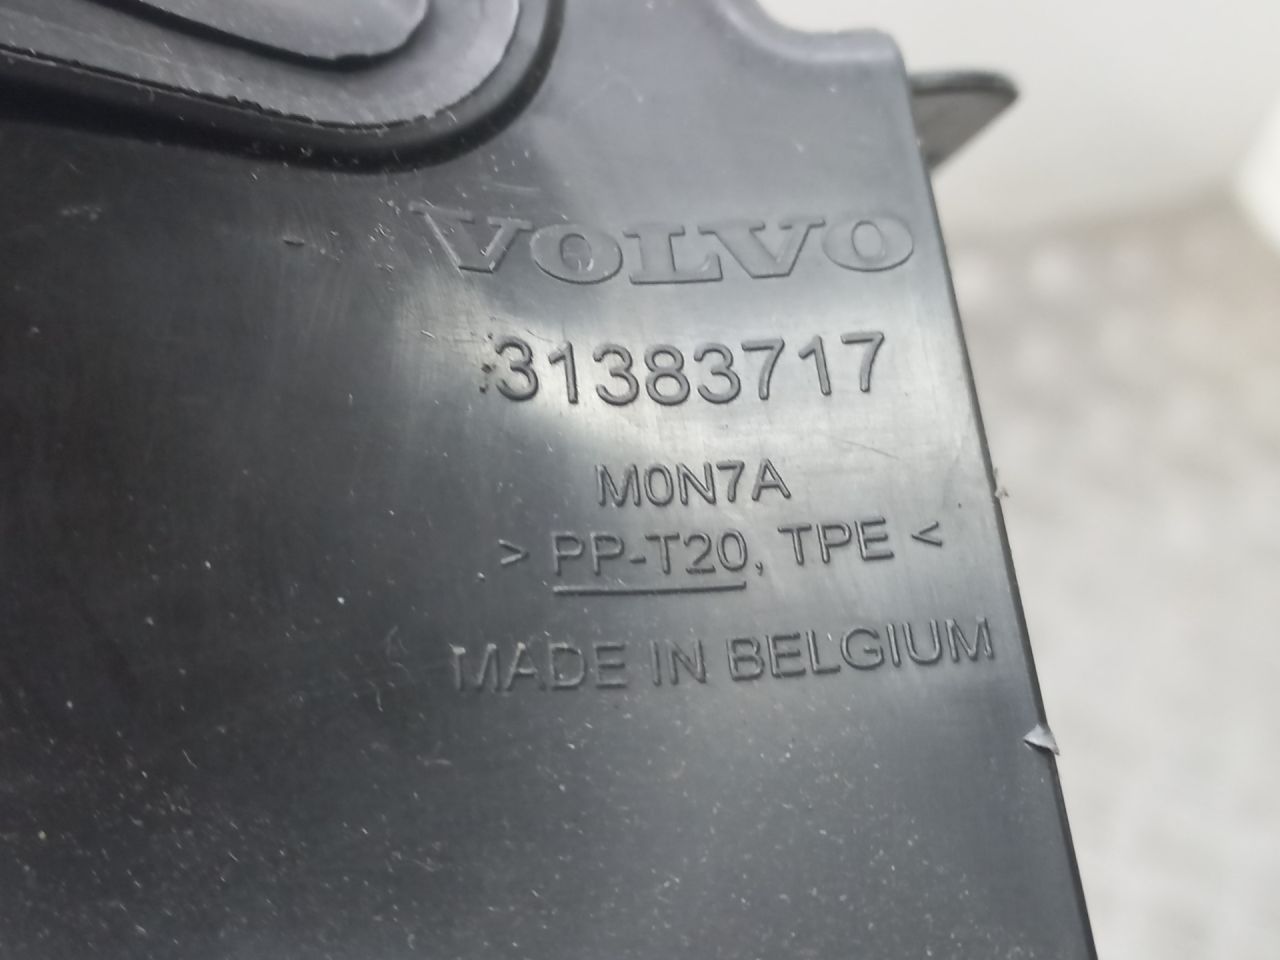 VOLVO
31383717
M0N7A
> PP-T20, TPE <
MADE IN BELGIUM